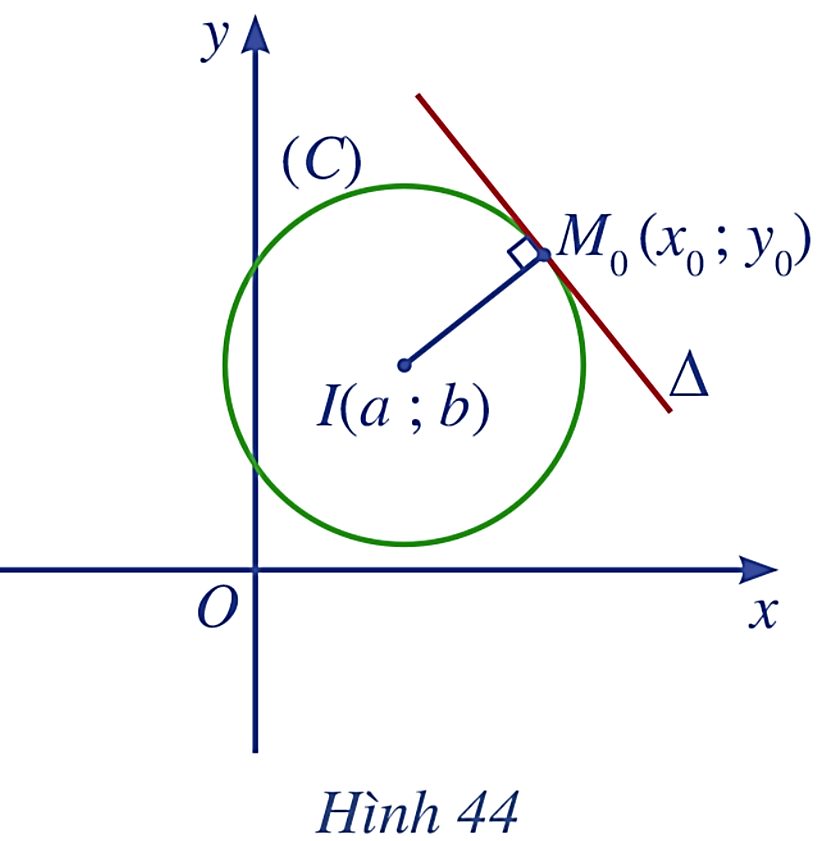 y
(C)
M₀ (x₀ ; y₀)
Δ
I(a ; b)
O
x
Hình 44